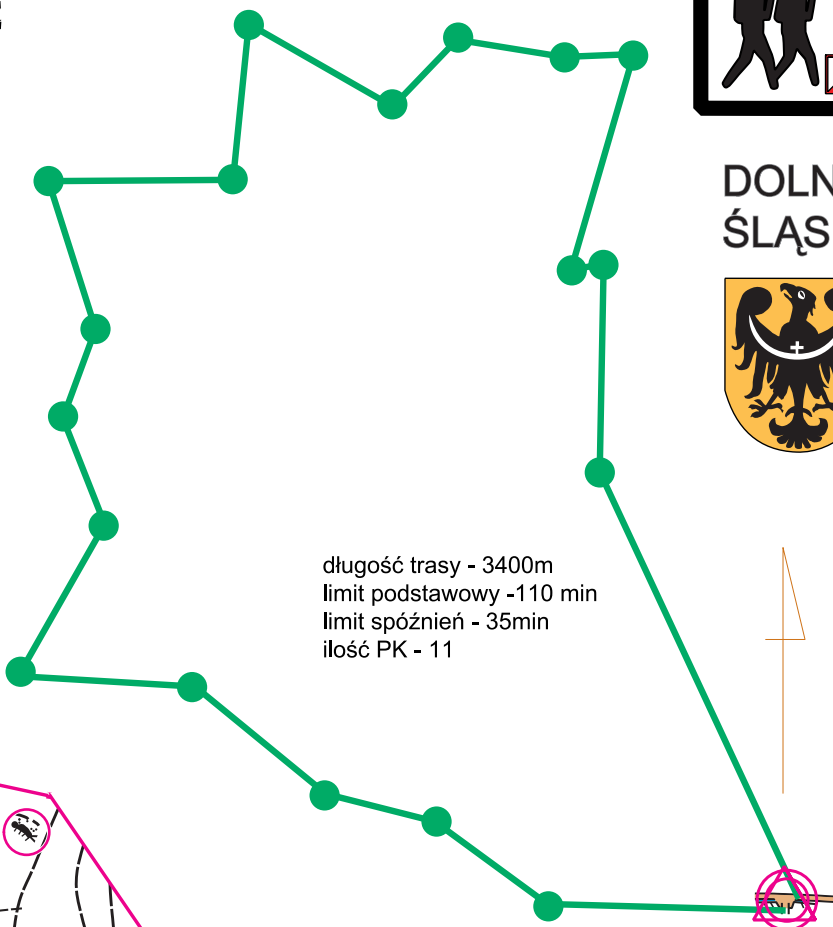 DOLN
ŚLĄS
długość trasy - 3400m
limit podstawowy -110 min
limit spóźnień - 35min
ilość PK - 11